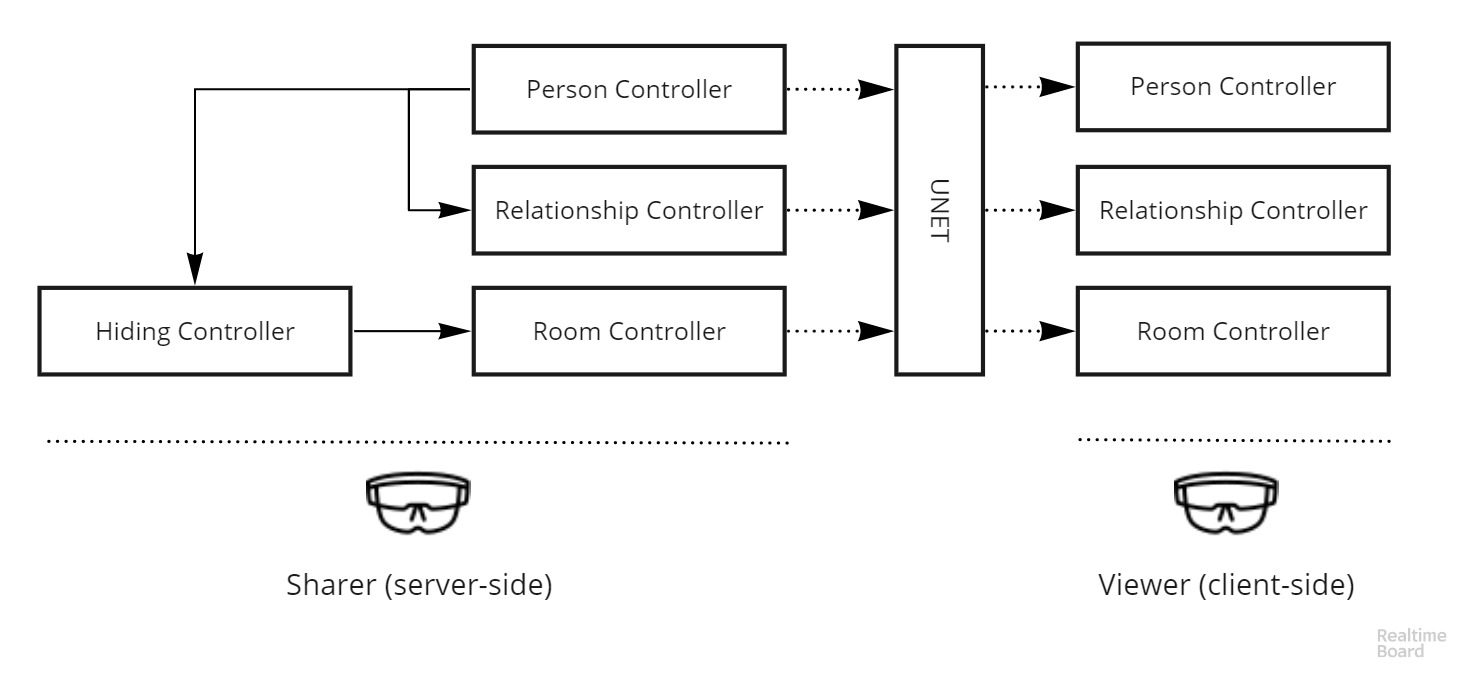 Person Controller
Person Controller
Relationship Controller
UNET
Relationship Controller
Hiding Controller
Room Controller
Room Controller
Sharer (server-side)
Viewer (client-side)
Realtime
Board